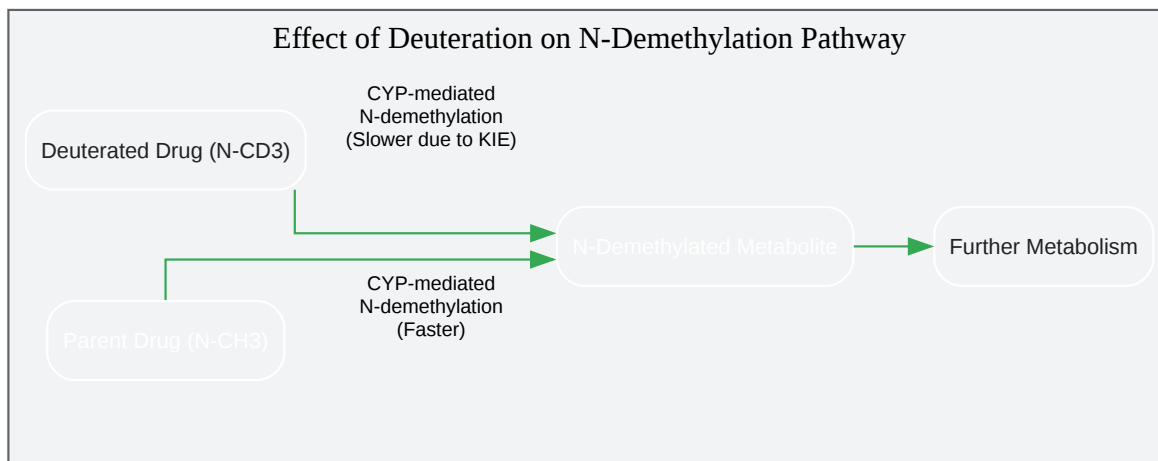 Effect of Deuteration on N-Demethylation Pathway
CYP-mediated
N-demethylation
(Slower due to KIE)
Deuterated Drug (N-CD3)
N-Demethylated Metabolite
Further Metabolism
CYP-mediated
N-demethylation
(Faster)
Parent Drug (N-CH3)